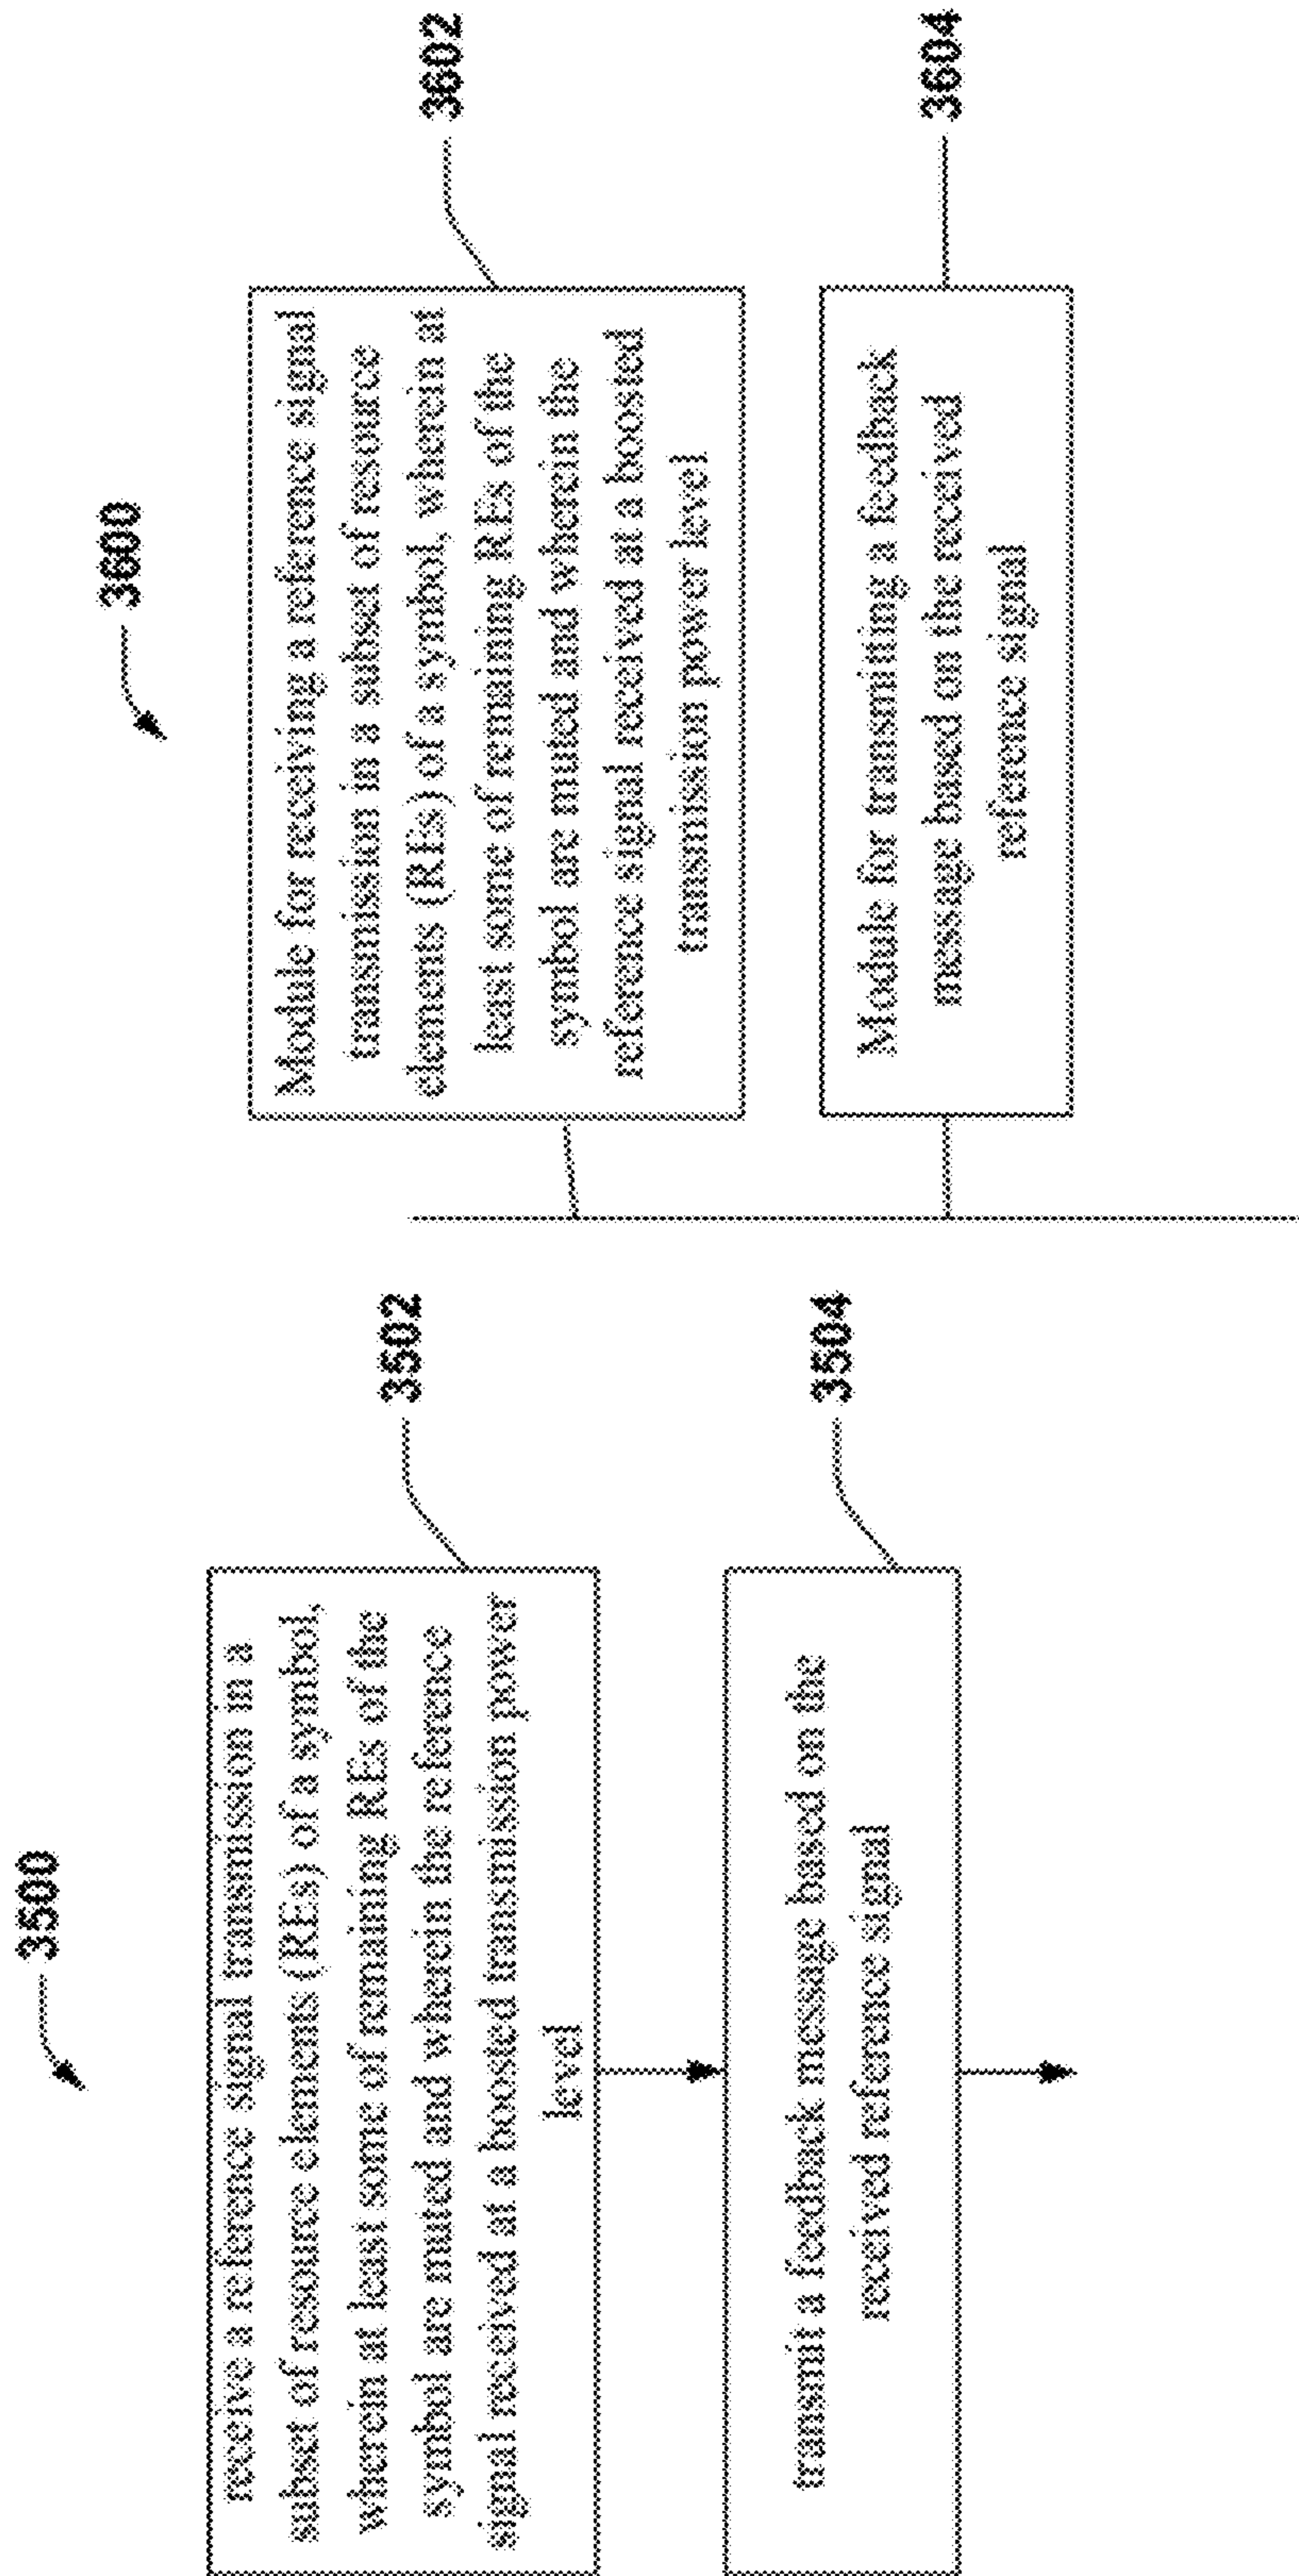 3500
receive a reference signal transmission in a
subset of resource elements (REs) of a symbol,
wherein at least some of remaining REs of the
symbol are muted and wherein the reference
signal received at a boosted transmission power
level
3502
transmit a feedback message based on the
received reference signal
3504
3600
Module for receiving a reference signal
transmission in a subset of resource
elements (REs) of a symbol, wherein at
least some of remaining REs of the
symbol are muted and wherein the
reference signal received at a boosted
transmission power level
3602
Module for transmitting a feedback
message based on the received
reference signal
3604